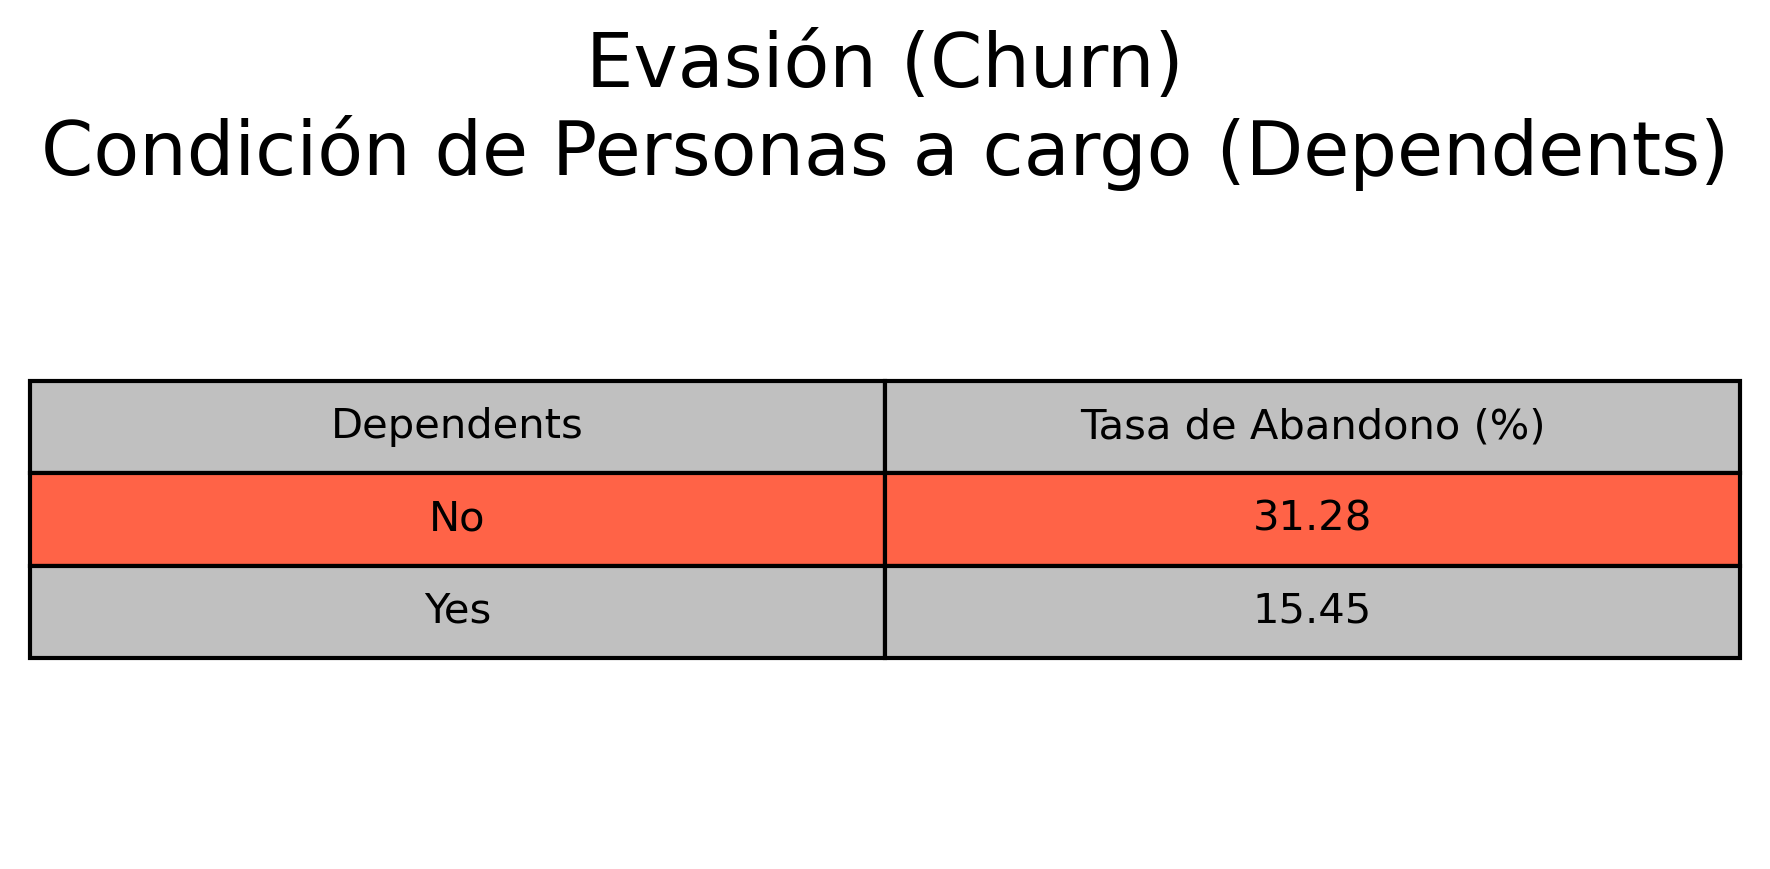 Evasión (Churn)
Condición de Personas a cargo (Dependents)
Dependents Tasa de Abandono (%)
No 31.28
Yes 15.45